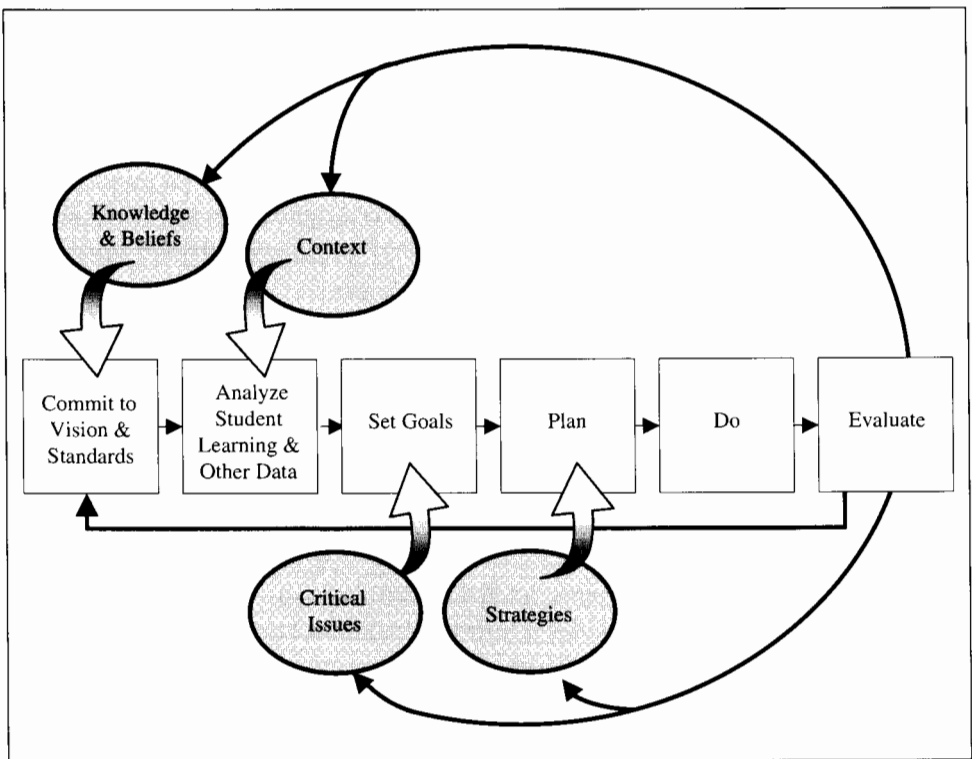 Knowledge
& Beliefs
Context
Commit to
Vision &
Standards
Analyze
Student
Learning &
Other Data
Set Goals
Plan
Do
Evaluate
Critical
Issues
Strategies